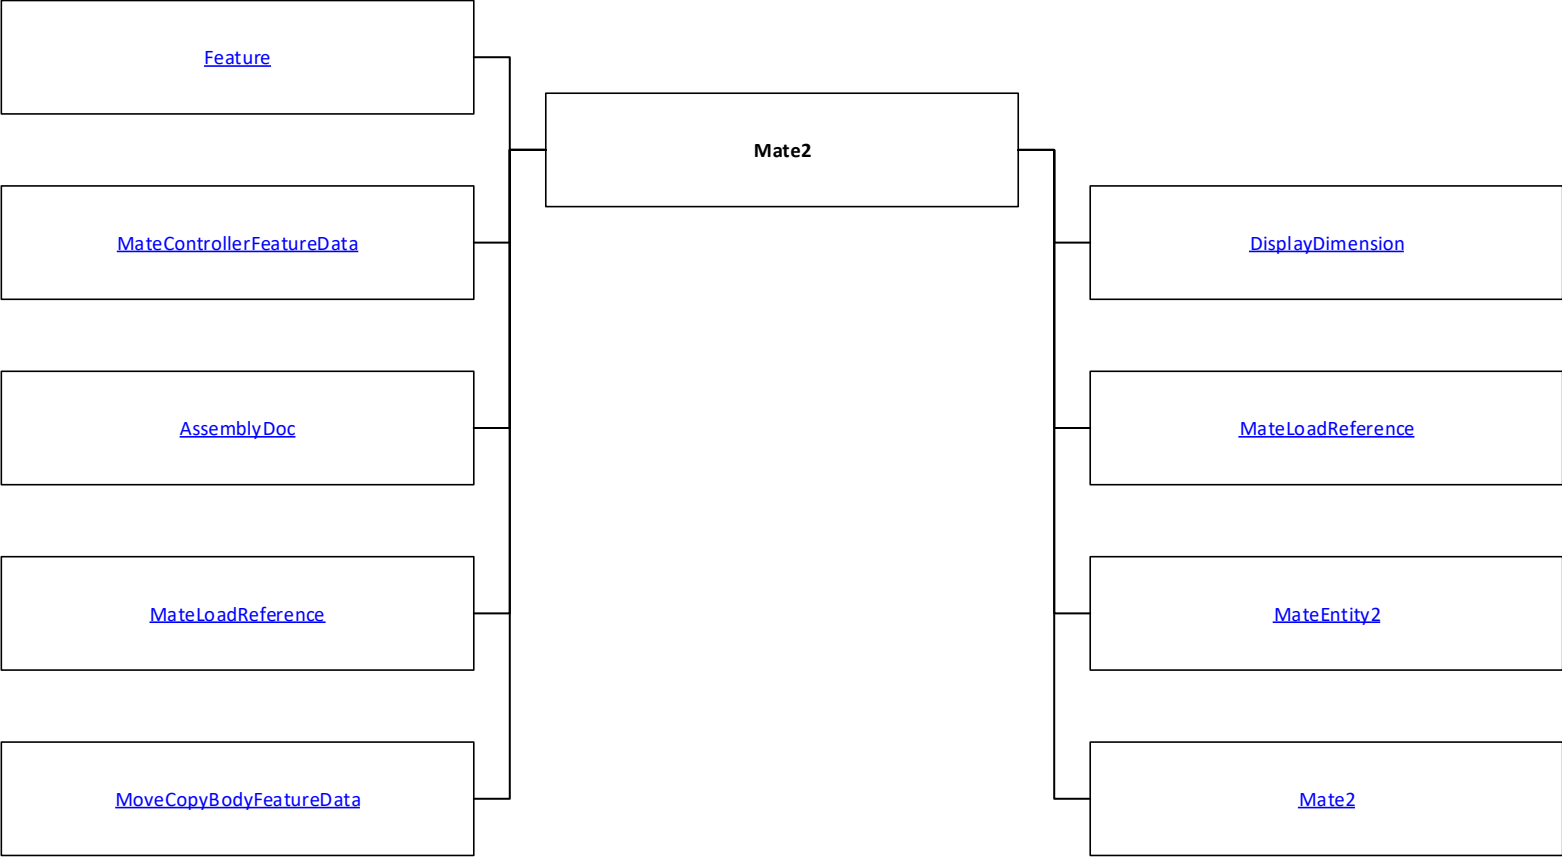 Feature
Mate2
MateControllerFeatureData
DisplayDimension
AssemblyDoc
MateLoadReference
MateLoadReference
MateEntity2
MoveCopyBodyFeatureData
Mate2